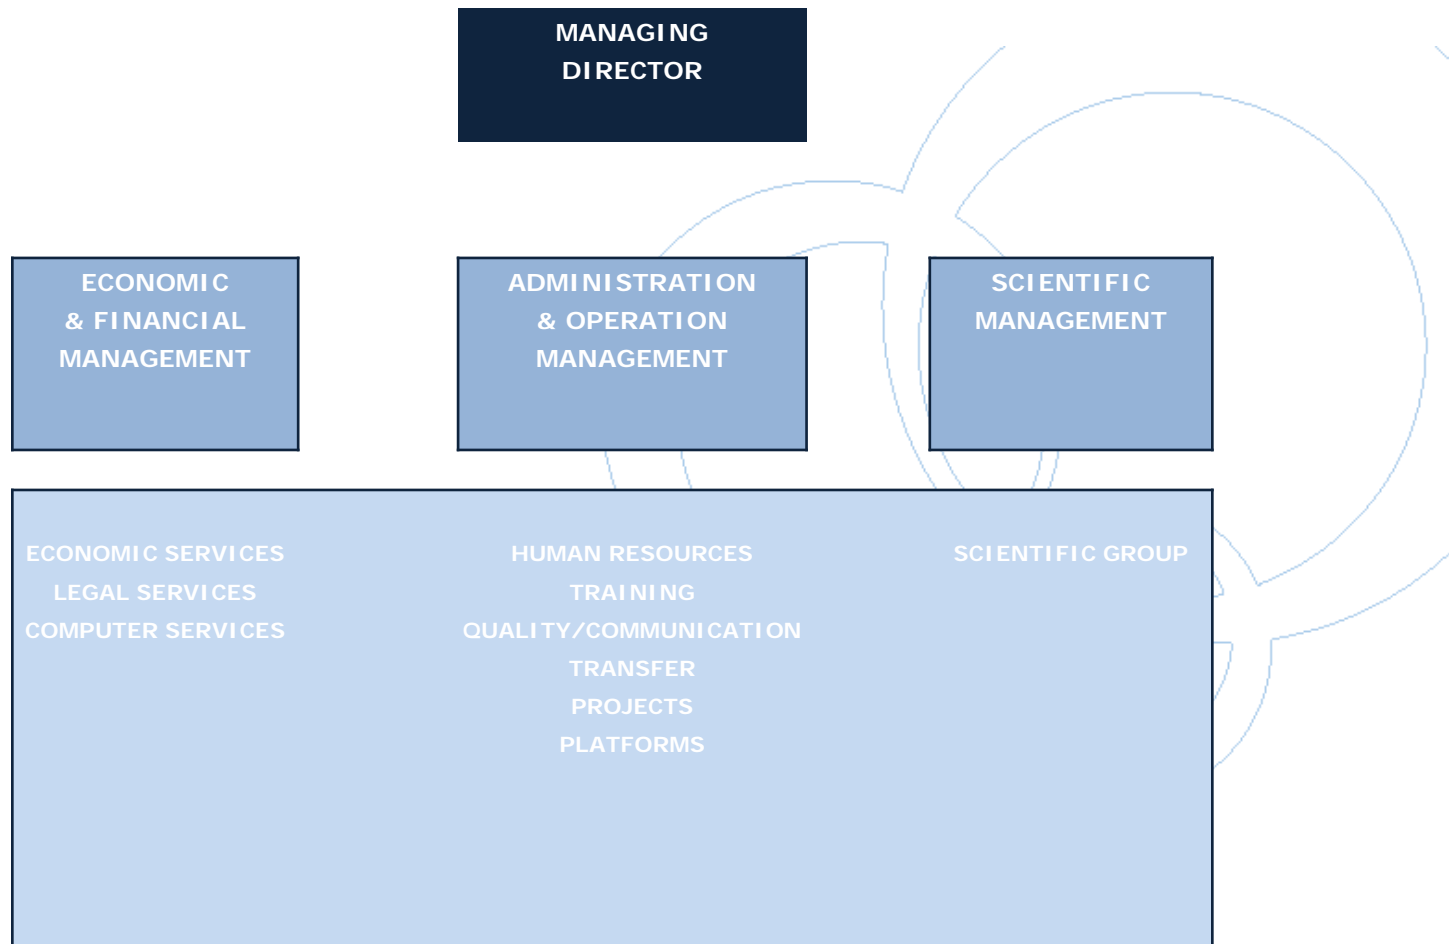 MANAGING
DIRECTOR
ECONOMIC
& FINANCIAL
MANAGEMENT
ADMINISTRATION
& OPERATION
MANAGEMENT
SCIENTIFIC
MANAGEMENT
ECONOMIC SERVICES
LEGAL SERVICES
COMPUTER SERVICES
HUMAN RESOURCES
TRAINING
QUALITY/COMMUNICATION
TRANSFER
PROJECTS
PLATFORMS
SCIENTIFIC GROUP